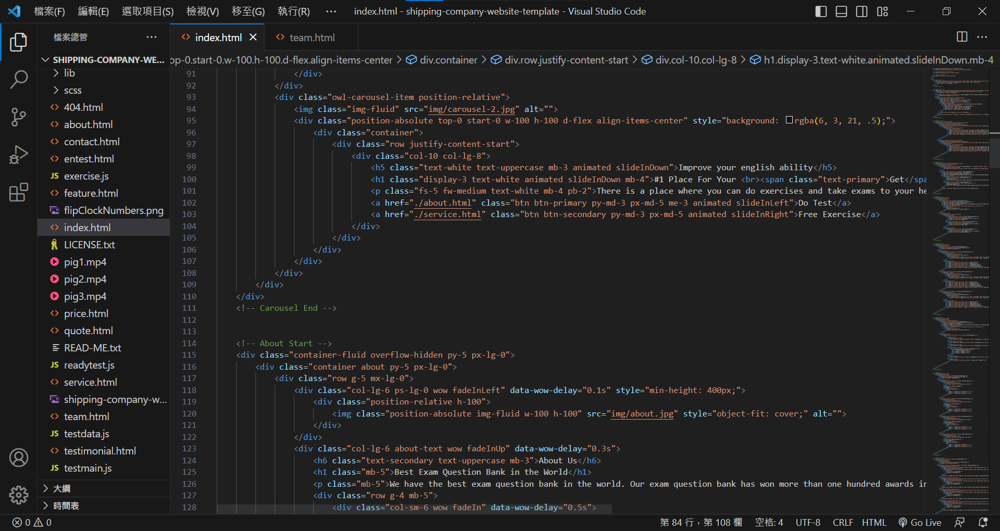 檔案(F) 編輯(E) 選取項目(S) 檢視(V) 移至(G) 執行(R) ··· index.html - shipping-company-website-template - Visual Studio Code
檔案總管 ···
index.html
team.html
SHIPPING-COMPANY-WE...
op-0.start-0.w-100.h-100.d-flex.align-items-center > div.container > div.row.justify-content-start > div.col-10.col-lg-8 > h1.display-3.text-white.animated.slideInDown.mb-4
lib
scss
404.html
about.html
contact.html
entest.html
exercise.js
feature.html
flipClockNumbers.png
index.html
LICENSE.txt
pig1.mp4
pig2.mp4
pig3.mp4
price.html
quote.html
READ-ME.txt
readytest.js
service.html
shipping-company-w...
team.html
testdata.js
testimonial.html
testmain.js
大綱
時間表
91 </div>
92 </div>
93 <div class="owl-carousel-item position-relative">
94 <img class="img-fluid" src="img/carousel-2.jpg" alt="">
95 <div class="position-absolute top-0 start-0 w-100 h-100 d-flex align-items-center" style="background: rgba(6, 3, 21, .5);">
96 <div class="container">
97 <div class="row justify-content-start">
98 <div class="col-10 col-lg-8">
99 <h5 class="text-white text-uppercase mb-3 animated slideInDown">Improve your english ability</h5>
100 <h1 class="display-3 text-white animated slideInDown mb-4">#1 Place For Your <br><span class="text-primary">Get</spa
101 <p class="fs-5 fw-medium text-white mb-4 pb-2">There is a place where you can do exercises and take exams to your he
102 <a href="./about.html" class="btn btn-primary py-md-3 px-md-5 me-3 animated slideInLeft">Do Test</a>
103 <a href="./service.html" class="btn btn-secondary py-md-3 px-md-5 animated slideInRight">Free Exercise</a>
104 </div>
105 </div>
106 </div>
107 </div>
108 </div>
109 </div>
110 </div>
111 <!-- Carousel End -->
112
113
114 <!-- About Start -->
115 <div class="container-fluid overflow-hidden py-5 px-lg-0">
116 <div class="container about py-5 px-lg-0">
117 <div class="row g-5 mx-lg-0">
118 <div class="col-lg-6 ps-lg-0 wow fadeInLeft" data-wow-delay="0.1s" style="min-height: 400px;">
119 <div class="position-relative h-100">
120 <img class="position-absolute img-fluid w-100 h-100" src="img/about.jpg" style="object-fit: cover;" alt="">
121 </div>
122 </div>
123 <div class="col-lg-6 about-text wow fadeInUp" data-wow-delay="0.3s">
124 <h6 class="text-secondary text-uppercase mb-3">About Us</h6>
125 <h1 class="mb-5">Best Exam Question Bank in the World</h1>
126 <p class="mb-5">We have the best exam question bank in the world. Our exam question bank has won more than one hundred awards in
127 <div class="row g-4 mb-5">
128 <div class="col-sm-6 wow fadeIn" data-wow-delay="0.5s">
0 0 第 84 行，第 108 欄 空格: 4 UTF-8 CRLF HTML Go Live